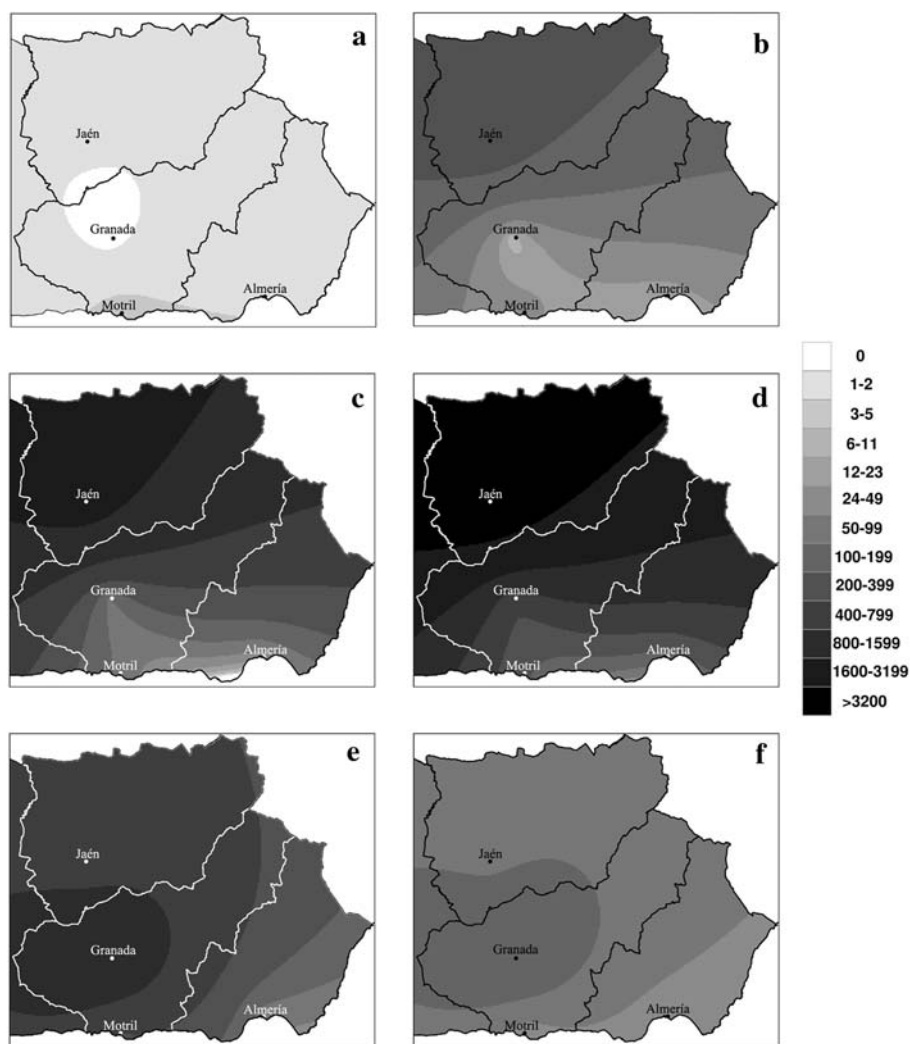 a
Jaén
Granada
Motril
Almería
b
Jaén
Granada
Motril
Almería
c
Jaén
Granada
Motril
Almería
d
Jaén
Granada
Motril
Almería
0
1-2
3-5
6-11
12-23
24-49
50-99
100-199
200-399
400-799
800-1599
1600-3199
>3200
e
Jaén
Granada
Motril
Almería
f
Jaén
Granada
Motril
Almería